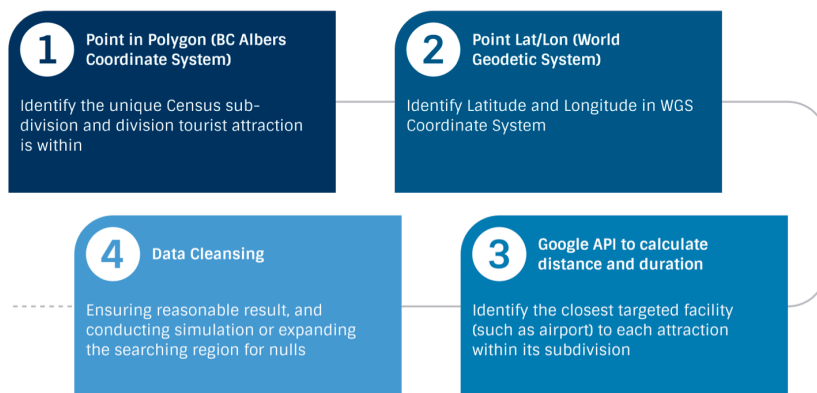 1
Point in Polygon (BC Albers
Coordinate System)
Identify the unique Census sub-
division and division tourist attraction
is within
2
Point Lat/Lon (World
Geodetic System)
Identify Latitude and Longitude in WGS
Coordinate System
3
Google API to calculate
distance and duration
Identify the closest targeted facility
(such as airport) to each attraction
within its subdivision
4
Data Cleansing
Ensuring reasonable result, and
conducting simulation or expanding
the searching region for nulls